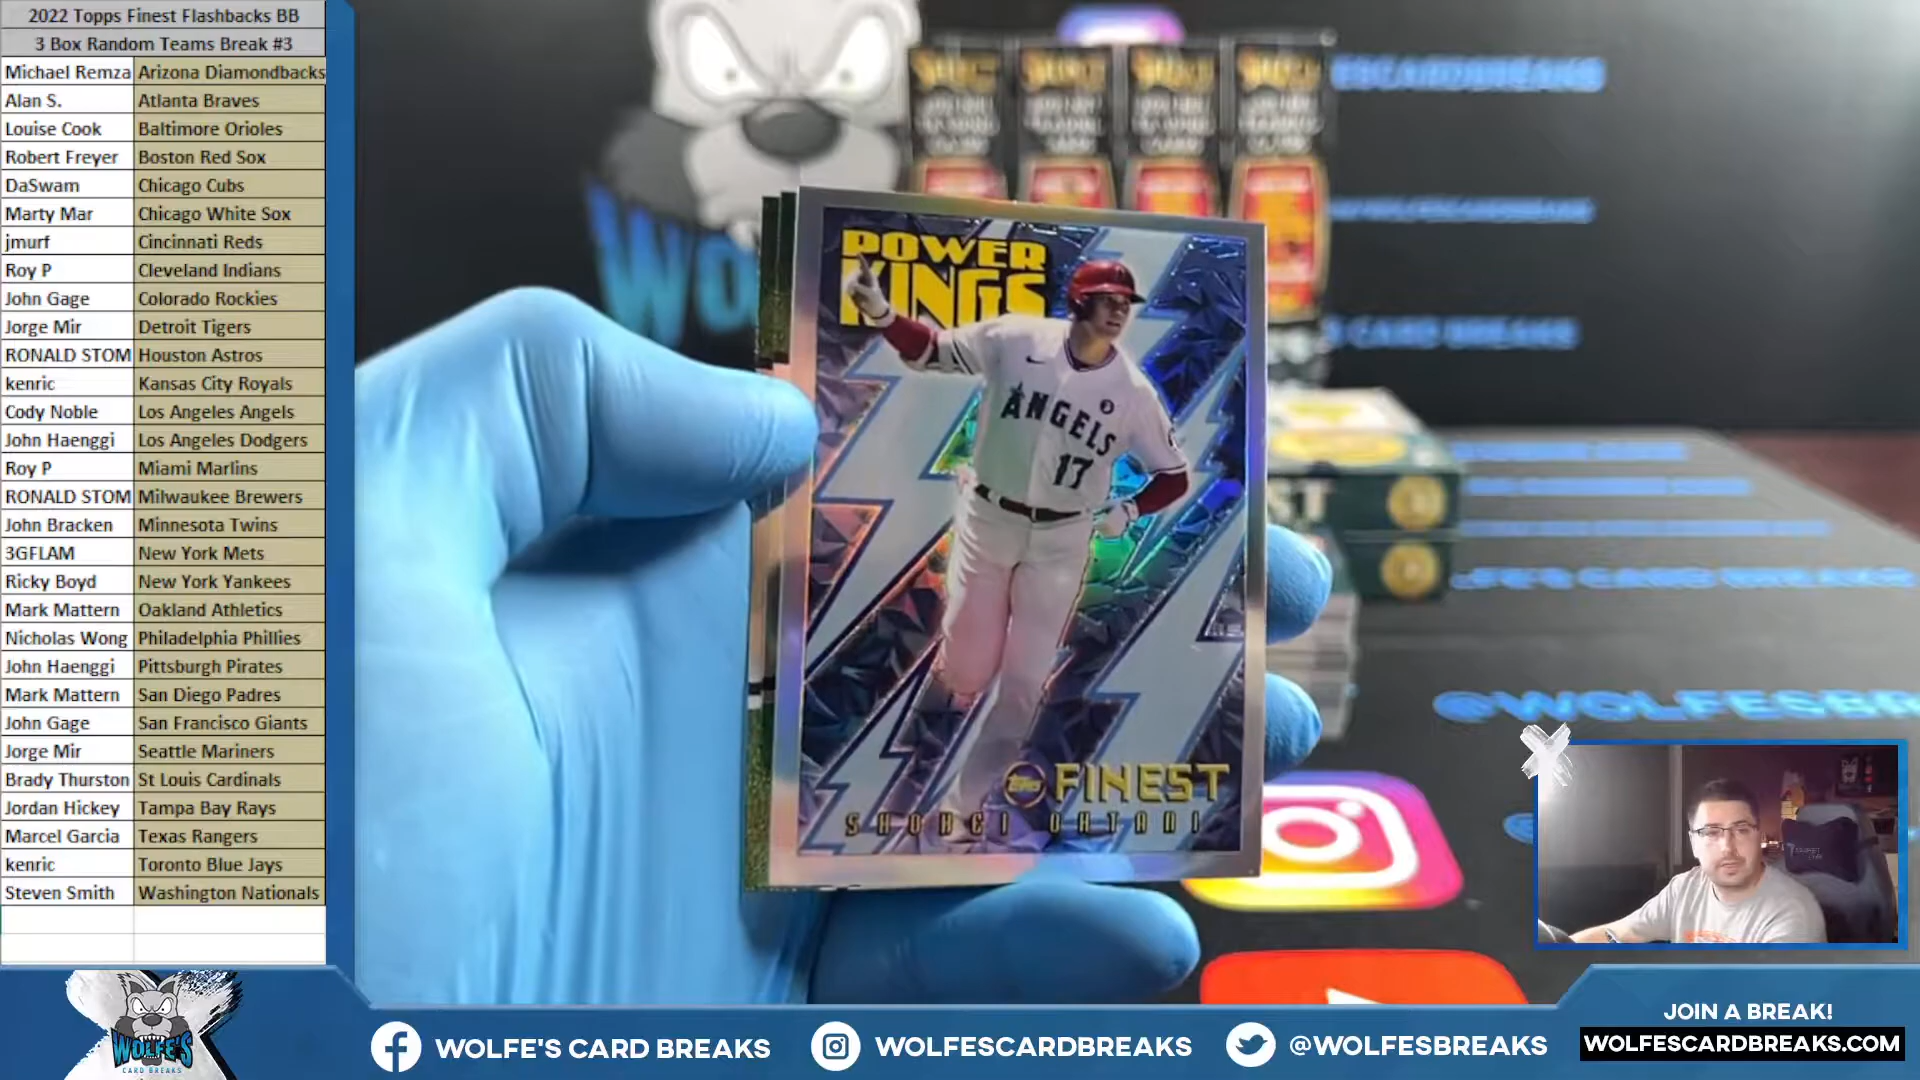 2022 Topps Finest Flashbacks BB
3 Box Random Teams Break #3
Michael Remza Arizona Diamondbacks
Alan S. Atlanta Braves
Louise Cook Baltimore Orioles
Robert Freyer Boston Red Sox
DaSwam Chicago Cubs
Marty Mar Chicago White Sox
jmurf Cincinnati Reds
Roy P Cleveland Indians
John Gage Colorado Rockies
Jorge Mir Detroit Tigers
RONALD STOM Houston Astros
kenric Kansas City Royals
Cody Noble Los Angeles Angels
John Haenggi Los Angeles Dodgers
Roy P Miami Marlins
RONALD STOM Milwaukee Brewers
John Bracken Minnesota Twins
3GFLAM New York Mets
Ricky Boyd New York Yankees
Mark Mattern Oakland Athletics
Nicholas Wong Philadelphia Phillies
John Haenggi Pittsburgh Pirates
Mark Mattern San Diego Padres
John Gage San Francisco Giants
Jorge Mir Seattle Mariners
Brady Thurston St Louis Cardinals
Jordan Hickey Tampa Bay Rays
Marcel Garcia Texas Rangers
kenric Toronto Blue Jays
Steven Smith Washington Nationals
POWER
KINGS
ANGELS
17
FINEST
SHOHEI OHTANI
CARD BREAKS
@WOLFESBR
WOLFE'S
CARD BREAKS
WOLFE'S CARD BREAKS
WOLFESCARDBREAKS
@WOLFESBREAKS
JOIN A BREAK!
WOLFESCARDBREAKS.COM